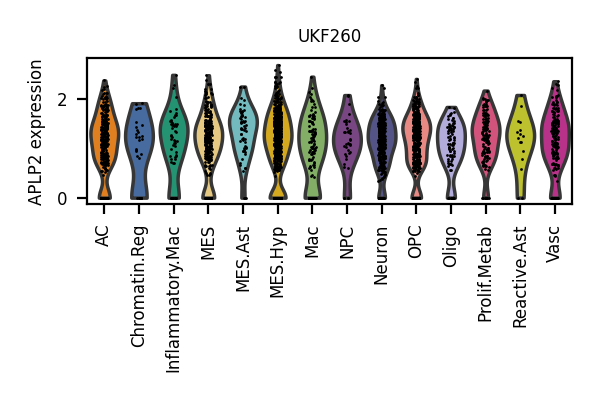 UKF260
APLP2 expression
2
0
AC
Chromatin.Reg
Inflammatory.Mac
MES
MES.Ast
MES.Hyp
Mac
NPC
Neuron
OPC
Oligo
Prolif.Metab
Reactive.Ast
Vasc